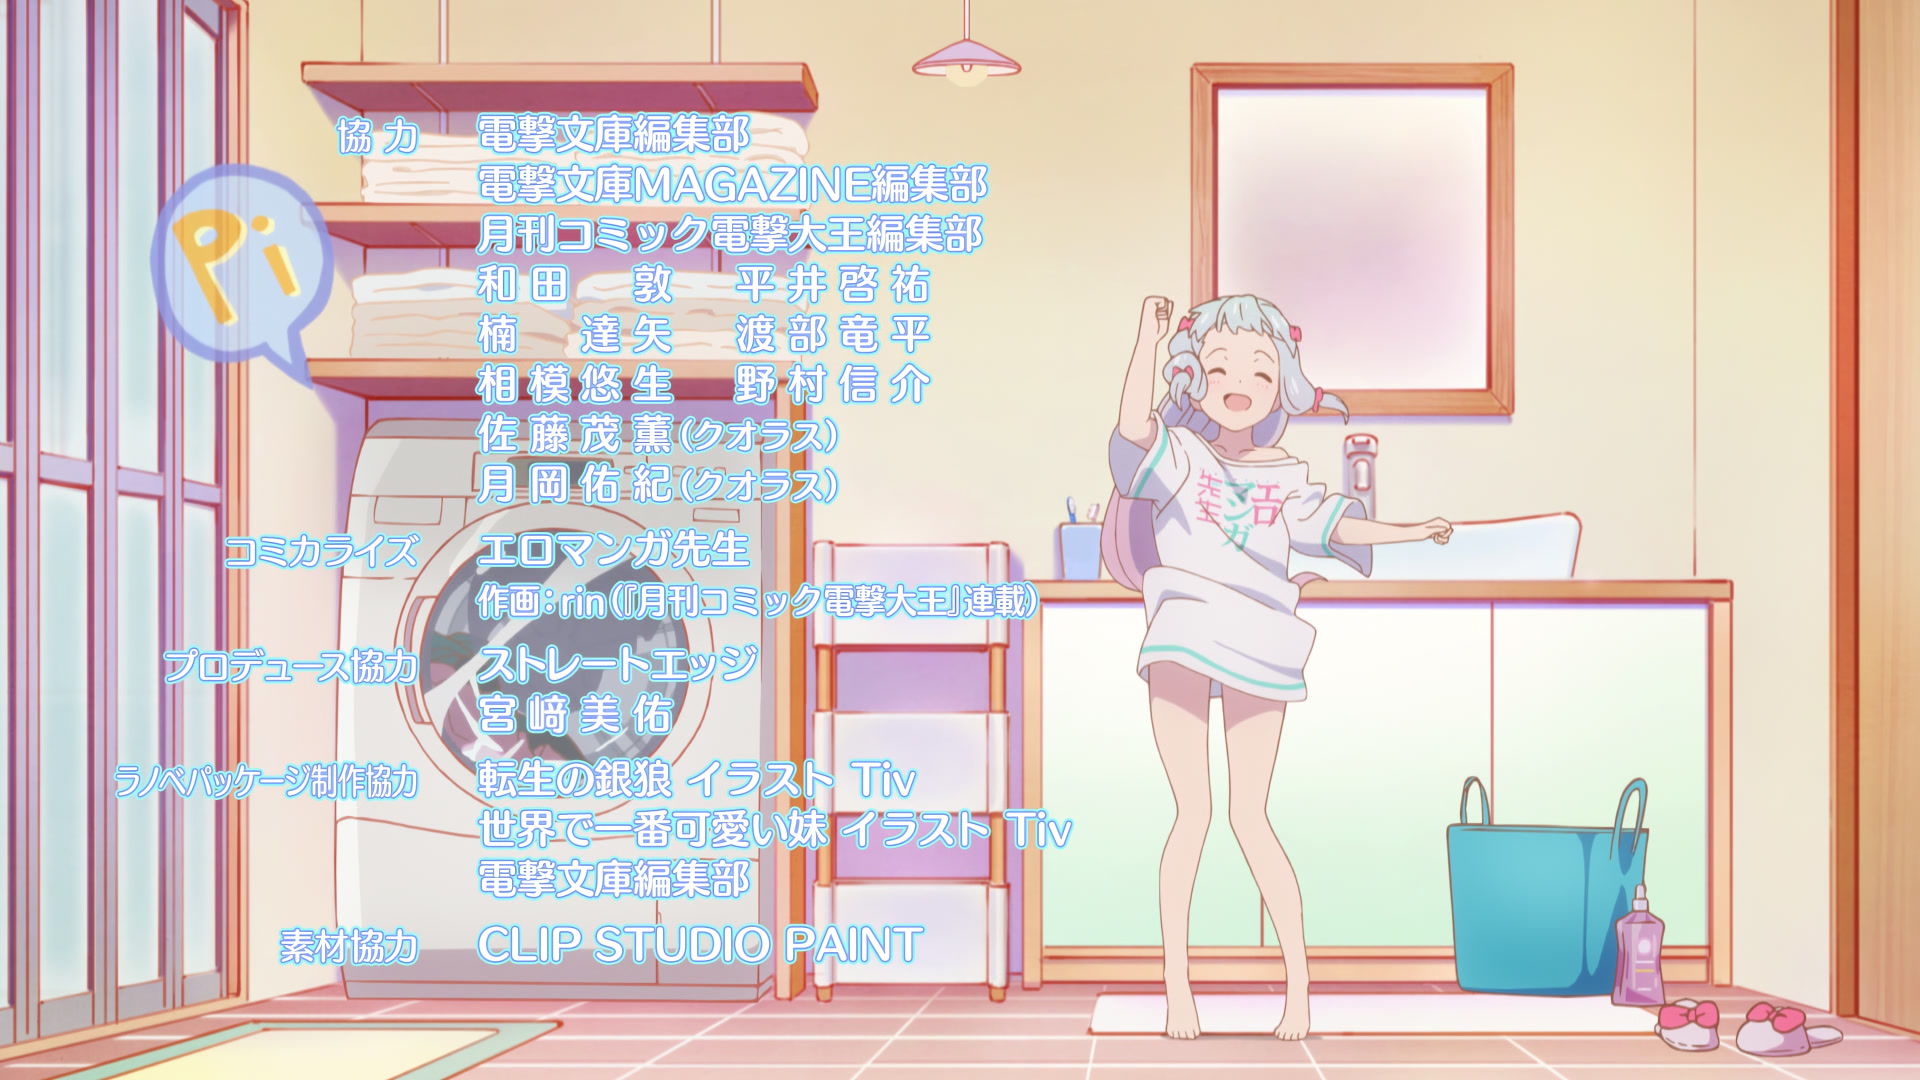 協力 電撃文庫編集部
電撃文庫MAGAZINE編集部
月刊コミック電撃大王編集部
和田 敦 平井啓祐
楠 達矢 渡部竜平
相模悠生 野村信介
佐藤茂薫(クオラス)
月岡佑紀(クオラス)
コミカライズ エロマンガ先生
作画:rin(『月刊コミック電撃大王』連載)
プロデュース協力 ストレートエッジ
宮﨑美佑
ラノベパッケージ制作協力 転生の銀狼 イラスト Tiv
世界で一番可愛い妹 イラスト Tiv
電撃文庫編集部
素材協力 CLIP STUDIO PAINT
Pi
エロ
マンガ
先生